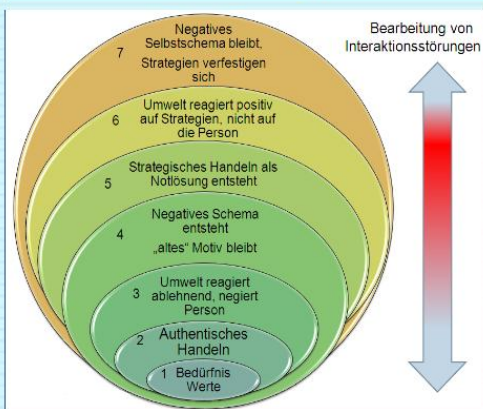 Bearbeitung von
Interaktionsstörungen
7
Negatives
Selbstschema bleibt,
Strategien verfestigen
sich
6
Umwelt reagiert positiv
auf Strategien, nicht auf
die Person
5
Strategisches Handeln als
Notlösung entsteht
4
Negatives Schema
entsteht
„altes“ Motiv bleibt
3
Umwelt reagiert
ablehnend, negiert
Person
2
Authentisches
Handeln
1
Bedürfnis
Werte